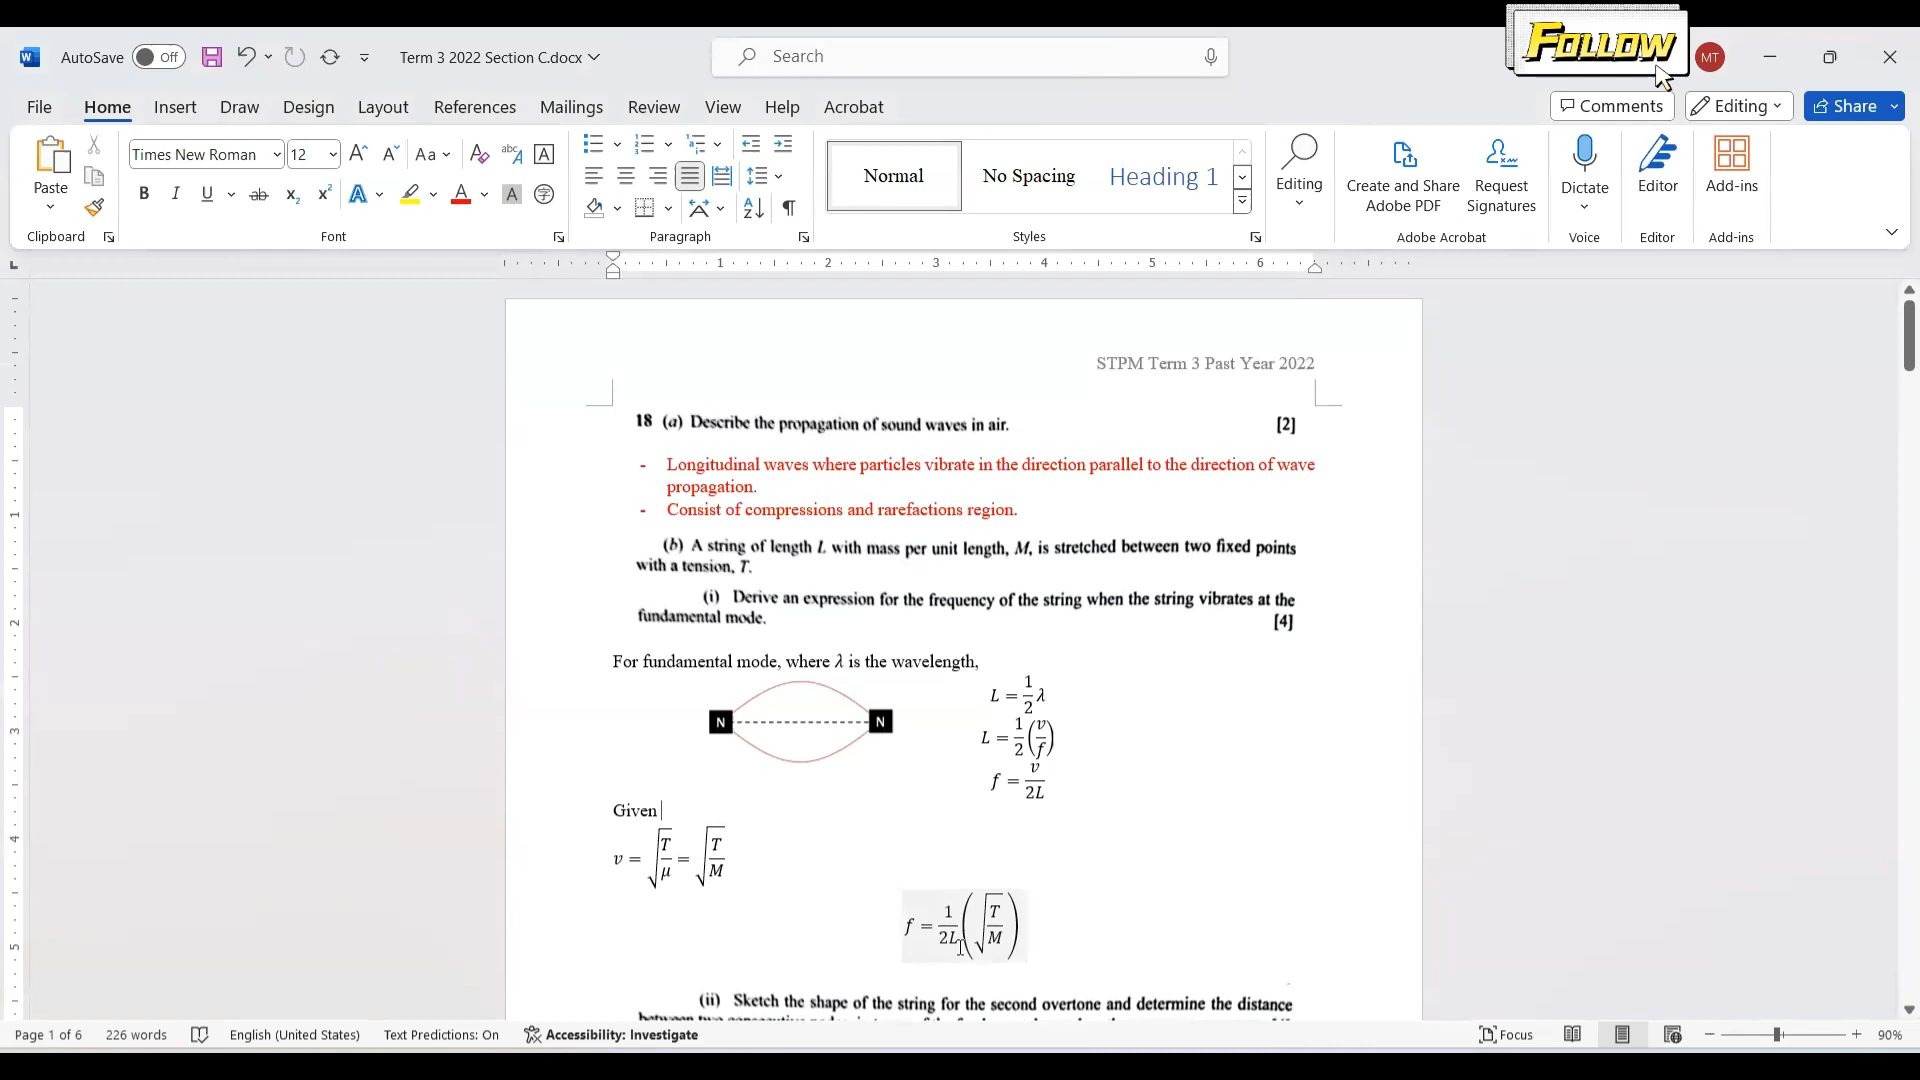 FOLLOW
AutoSave Off Term 3 2022 Section C.docx Search MT
File Home Insert Draw Design Layout References Mailings Review View Help Acrobat Comments Editing Share
Paste Times New Roman 12 Aa Normal No Spacing Heading 1 Editing Create and Share Adobe PDF Request Signatures Dictate Editor Add-ins
Clipboard Font Paragraph Styles Adobe Acrobat Voice Editor Add-ins
1 2 3 4 5 6
STPM Term 3 Past Year 2022
18 (a) Describe the propagation of sound waves in air. [2]
- Longitudinal waves where particles vibrate in the direction parallel to the direction of wave
propagation.
- Consist of compressions and rarefactions region.
(b) A string of length L with mass per unit length, M, is stretched between two fixed points
with a tension, T.
(i) Derive an expression for the frequency of the string when the string vibrates at the
fundamental mode. [4]
For fundamental mode, where λ is the wavelength,
L = 1/2 λ
N N
L = 1/2 (v/f)
f = v/2L
Given
v = √(T/μ) = √(T/M)
f = 1/2L (√(T/M))
(ii) Sketch the shape of the string for the second overtone and determine the distance
Page 1 of 6 226 words English (United States) Text Predictions: On Accessibility: Investigate Focus 90%